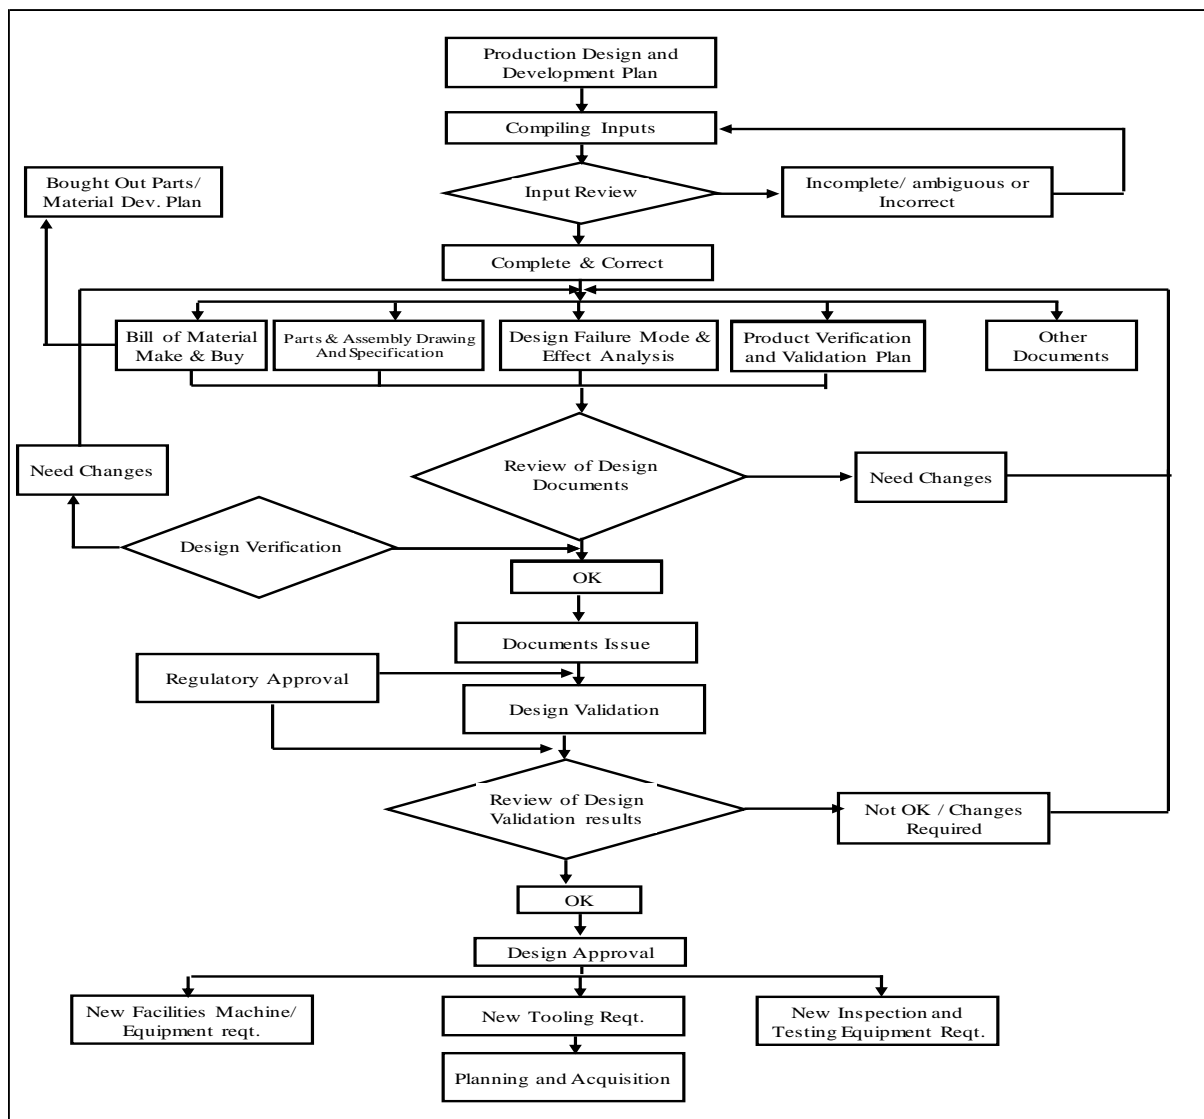 Production Design and
Development Plan
Compiling Inputs
Bought Out Parts/
Material Dev. Plan
Input Review
Incomplete/ ambiguous or
Incorrect
Complete & Correct
Bill of Material
Make & Buy
Parts & Assembly Drawing
And Specification
Design Failure Mode &
Effect Analysis
Product Verification
and Validation Plan
Other
Documents
Need Changes
Review of Design
Documents
Need Changes
Design Verification
OK
Documents Issue
Regulatory Approval
Design Validation
Review of Design
Validation results
Not OK / Changes
Required
OK
Design Approval
New Facilities Machine/
Equipment reqt.
New Tooling Reqt.
New Inspection and
Testing Equipment Reqt.
Planning and Acquisition